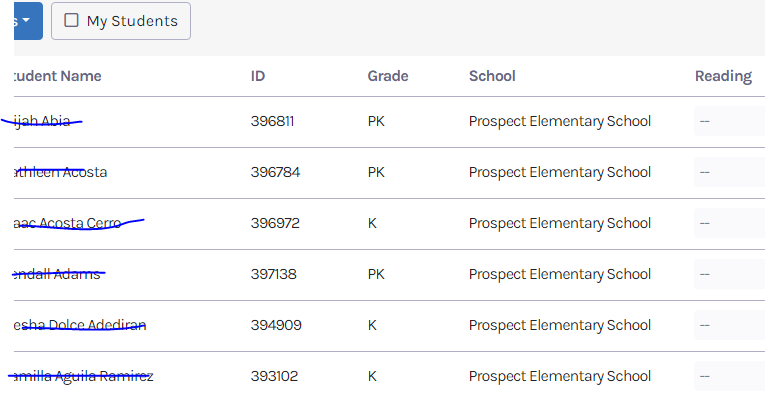 s My Students
tudent Name ID Grade School Reading
ijah Abia 396811 PK Prospect Elementary School --
athleen Acosta 396784 PK Prospect Elementary School --
aac Acosta Cerro 396972 K Prospect Elementary School --
endall Adams 397138 PK Prospect Elementary School --
esha Dolce Adediran 394909 K Prospect Elementary School --
amilla Aguila Ramirez 393102 K Prospect Elementary School --